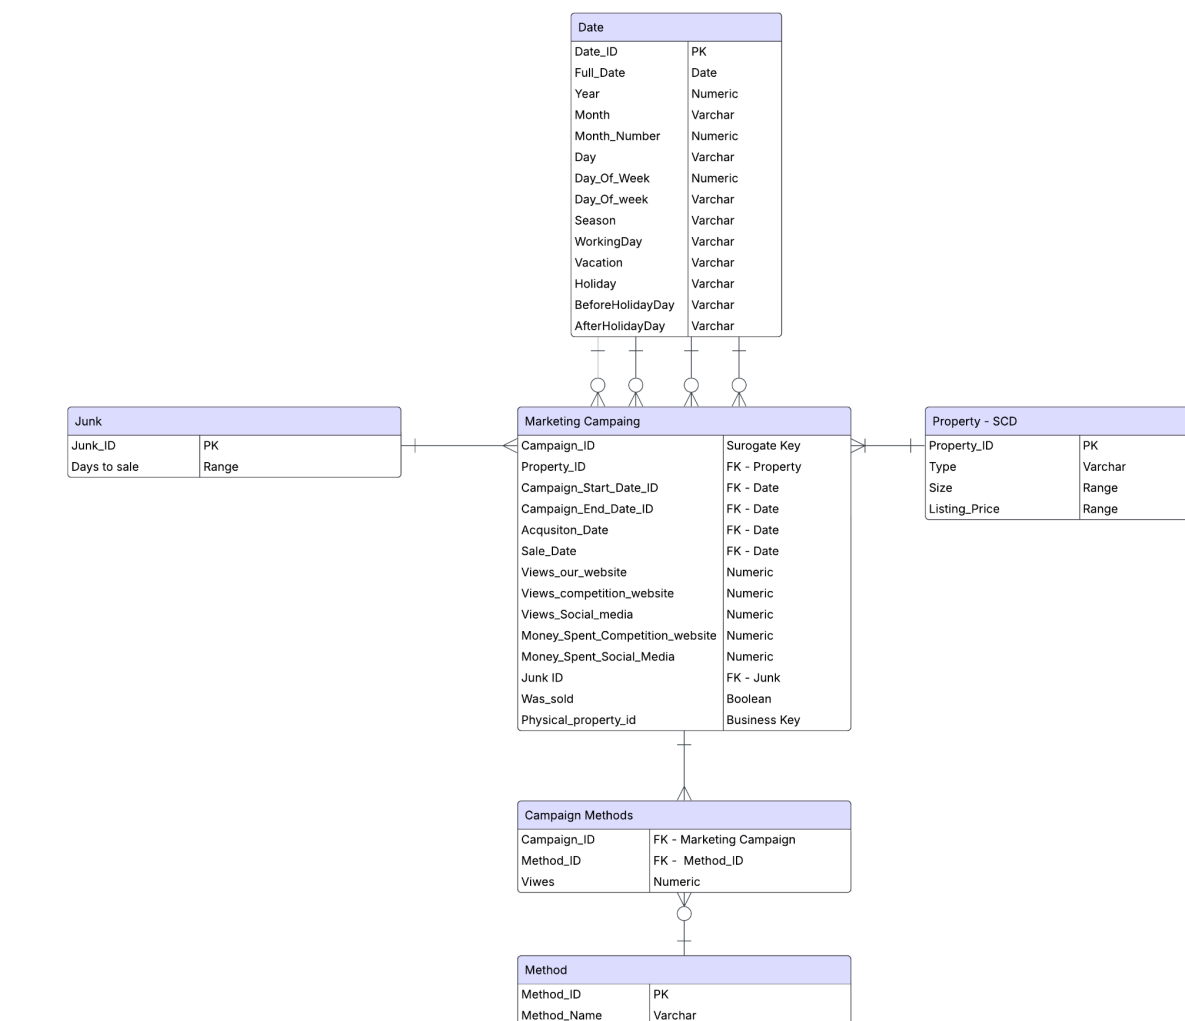 Date
Date_ID PK
Full_Date Date
Year Numeric
Month Varchar
Month_Number Numeric
Day Varchar
Day_Of_Week Numeric
Day_Of_week Varchar
Season Varchar
WorkingDay Varchar
Vacation Varchar
Holiday Varchar
BeforeHolidayDay Varchar
AfterHolidayDay Varchar
Junk
Junk_ID PK
Days to sale Range
Marketing Campaing
Campaign_ID Surogate Key
Property_ID FK - Property
Campaign_Start_Date_ID FK - Date
Campaign_End_Date_ID FK - Date
Acqusiton_Date FK - Date
Sale_Date FK - Date
Views_our_website Numeric
Views_competition_website Numeric
Views_Social_media Numeric
Money_Spent_Competition_website Numeric
Money_Spent_Social_Media Numeric
Junk ID FK - Junk
Was_sold Boolean
Physical_property_id Business Key
Property - SCD
Property_ID PK
Type Varchar
Size Range
Listing_Price Range
Campaign Methods
Campaign_ID FK - Marketing Campaign
Method_ID FK - Method_ID
Viwes Numeric
Method
Method_ID PK
Method_Name Varchar